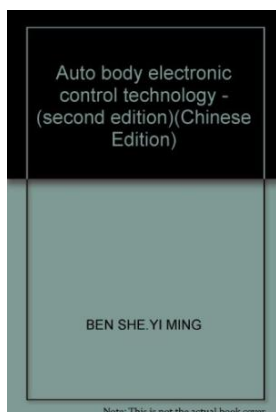 Auto body electronic
control technology -
(second edition)(Chinese
Edition)
BEN SHE.YI MING
Note: This is not the actual book cover